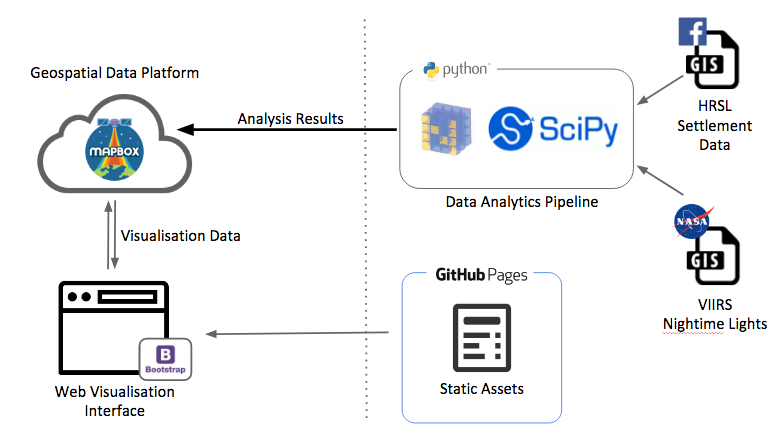 Geospatial Data Platform
MAPBOX
Analysis Results
python™
SciPy
Data Analytics Pipeline
f
GIS
HRSL
Settlement
Data
NASA
GIS
VIIRS
Nightime Lights
Visualisation Data
B
Bootstrap
Web Visualisation
Interface
GitHub Pages
Static Assets